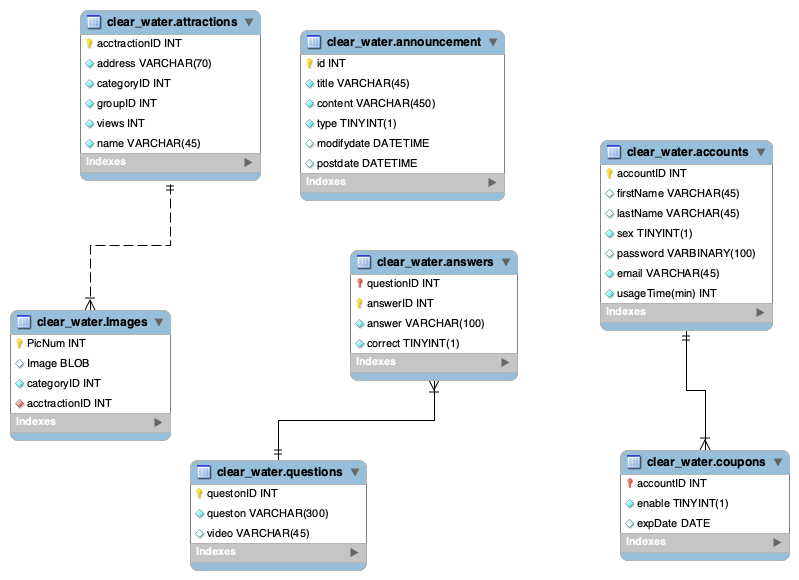 clear_water.attractions
acctractionID INT
address VARCHAR(70)
categoryID INT
groupID INT
views INT
name VARCHAR(45)
Indexes
clear_water.announcement
id INT
title VARCHAR(45)
content VARCHAR(450)
type TINYINT(1)
modifydate DATETIME
postdate DATETIME
Indexes
clear_water.accounts
accountID INT
firstName VARCHAR(45)
lastName VARCHAR(45)
sex TINYINT(1)
password VARBINARY(100)
email VARCHAR(45)
usageTime(min) INT
Indexes
clear_water.answers
questionID INT
answerID INT
answer VARCHAR(100)
correct TINYINT(1)
Indexes
clear_water.Images
PicNum INT
Image BLOB
categoryID INT
acctractionID INT
Indexes
clear_water.questions
questonID INT
queston VARCHAR(300)
video VARCHAR(45)
Indexes
clear_water.coupons
accountID INT
enable TINYINT(1)
expDate DATE
Indexes